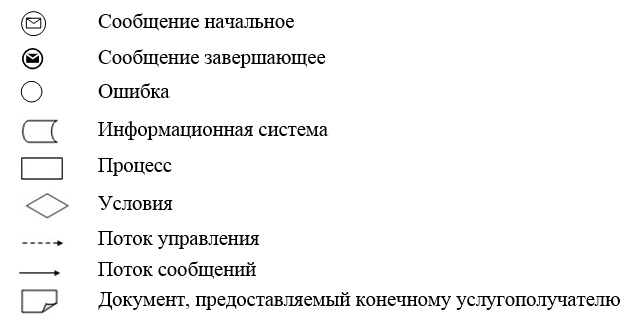 Сообщение начальное
Сообщение завершающее
Ошибка
Информационная система
Процесс
Условия
Поток управления
Поток сообщений
Документ, предоставляемый конечному услугополучателю